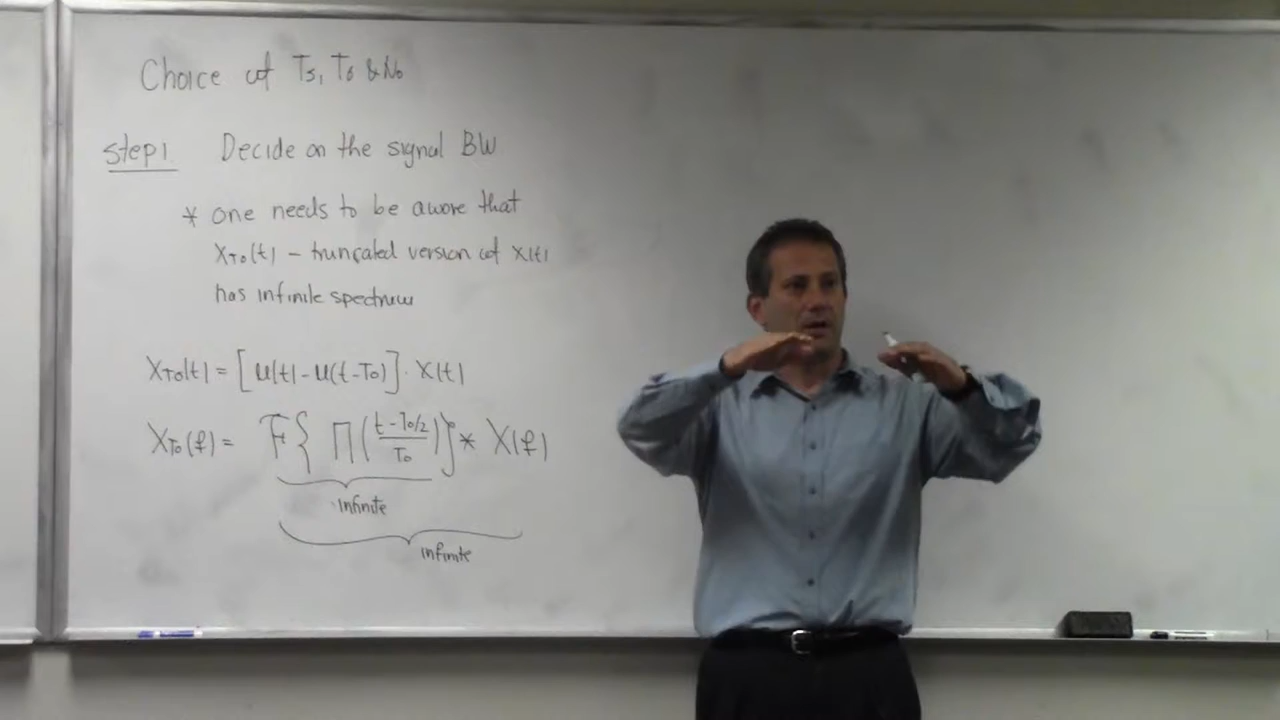 Choice of Ts, To & No
step1 Decide on the signal BW
* one needs to be aware that
XTo(t) - truncated version of X(t)
has infinite spectrum
XTo(t) = [u(t) - u(t-To)] · X(t)
XTo(f) = F{ Π( (t-To/2)/To ) } * X(f)
infinite
infinite